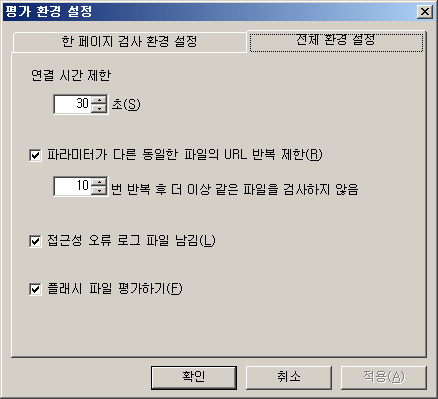 평가 환경 설정
한 페이지 검사 환경 설정
전체 환경 설정
연결 시간 제한
30 초(S)
파라미터가 다른 동일한 파일의 URL 반복 제한(R)
10 번 반복 후 더 이상 같은 파일을 검사하지 않음
접근성 오류 로그 파일 남김(L)
플래시 파일 평가하기(F)
확인
취소
적용(A)